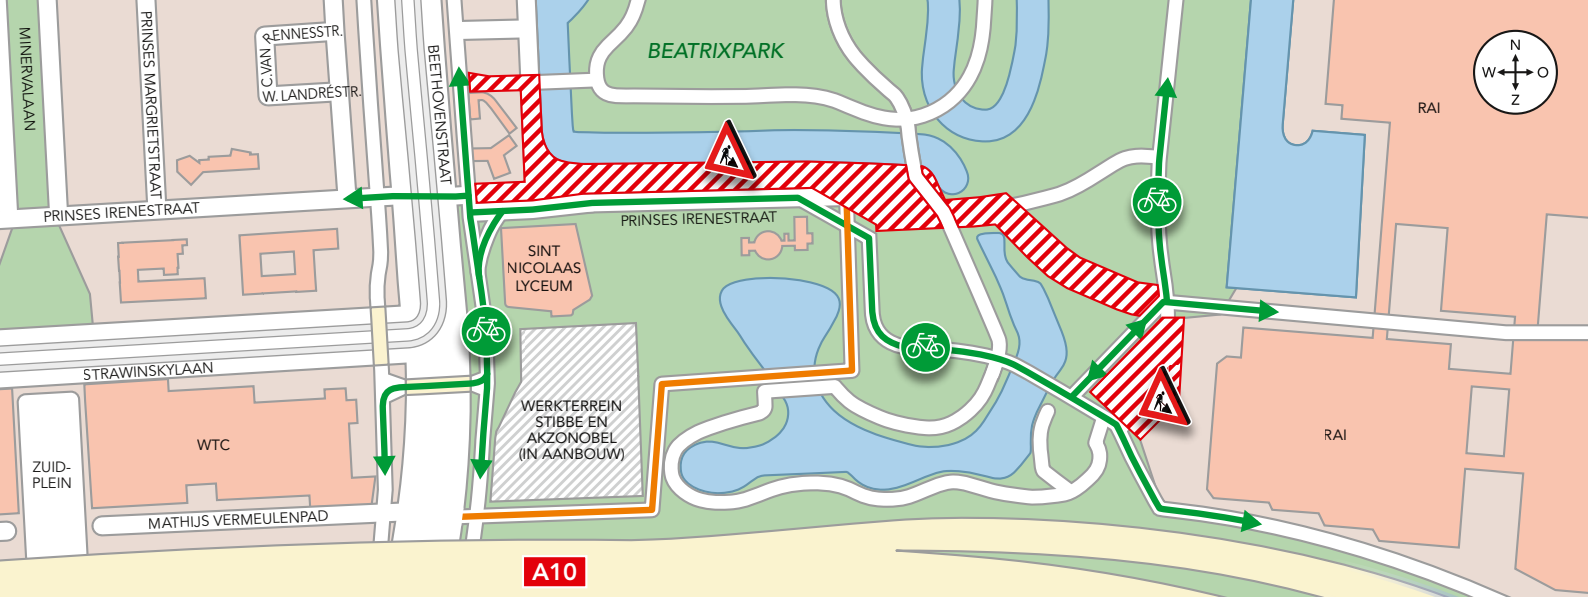 MINERVALAAN
PRINSES MARGRIETSTRAAT
C. VAN RENNESSTR.
W. LANDRÉSTR.
BEETHOVENSTRAAT
BEATRIXPARK
RAI
N
W
O
Z
PRINSES IRENESTRAAT
PRINSES IRENESTRAAT
SINT
NICOLAAS
LYCEUM
STRAWINSKYLAAN
WERKTERREIN
STIBBE EN
AKZONOBEL
(IN AANBOUW)
WTC
RAI
ZUID-
PLEIN
MATHIJS VERMEULENPAD
A10